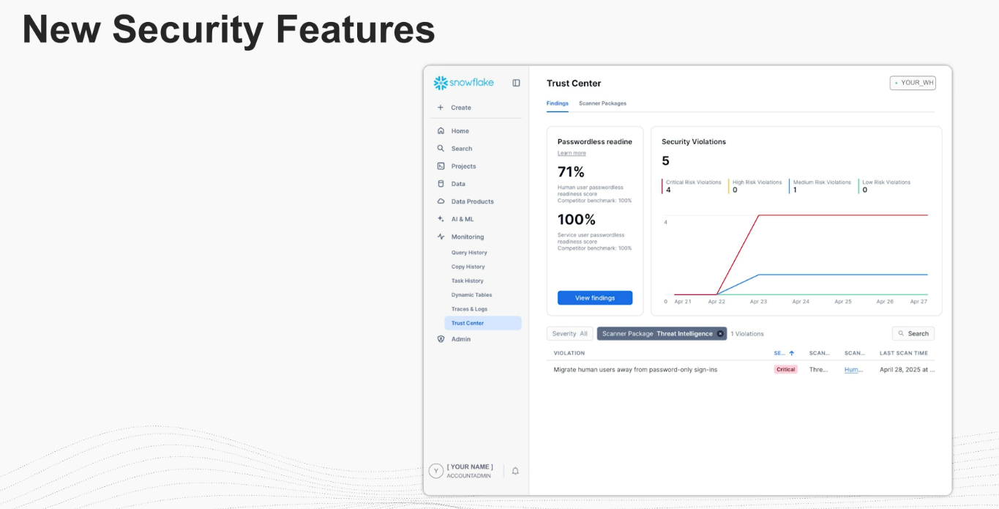 New Security Features
snowflake
Create
Home
Search
Projects
Data
Data Products
AI & ML
Monitoring
Query History
Copy History
Task History
Dynamic Tables
Traces & Logs
Trust Center
Admin
Y
[ YOUR NAME ]
ACCOUNTADMIN
Trust Center
YOUR_WH
Findings Scanner Packages
Passwordless readine
Learn more
71%
Human user passwordless
readiness score
Competitor benchmark: 100%
100%
Service user passwordless
readiness score
Competitor benchmark: 100%
View findings
Security Violations
5
Critical Risk Violations High Risk Violations Medium Risk Violations Low Risk Violations
4 0 1 0
4
0 Apr 21 Apr 22 Apr 23 Apr 24 Apr 25 Apr 26 Apr 27
Severity All Scanner Package Threat Intelligence 1 Violations Search
VIOLATION SE... SCAN... SCAN... LAST SCAN TIME
Migrate human users away from password-only sign-ins Critical Thre... Hum... April 28, 2025 at ...